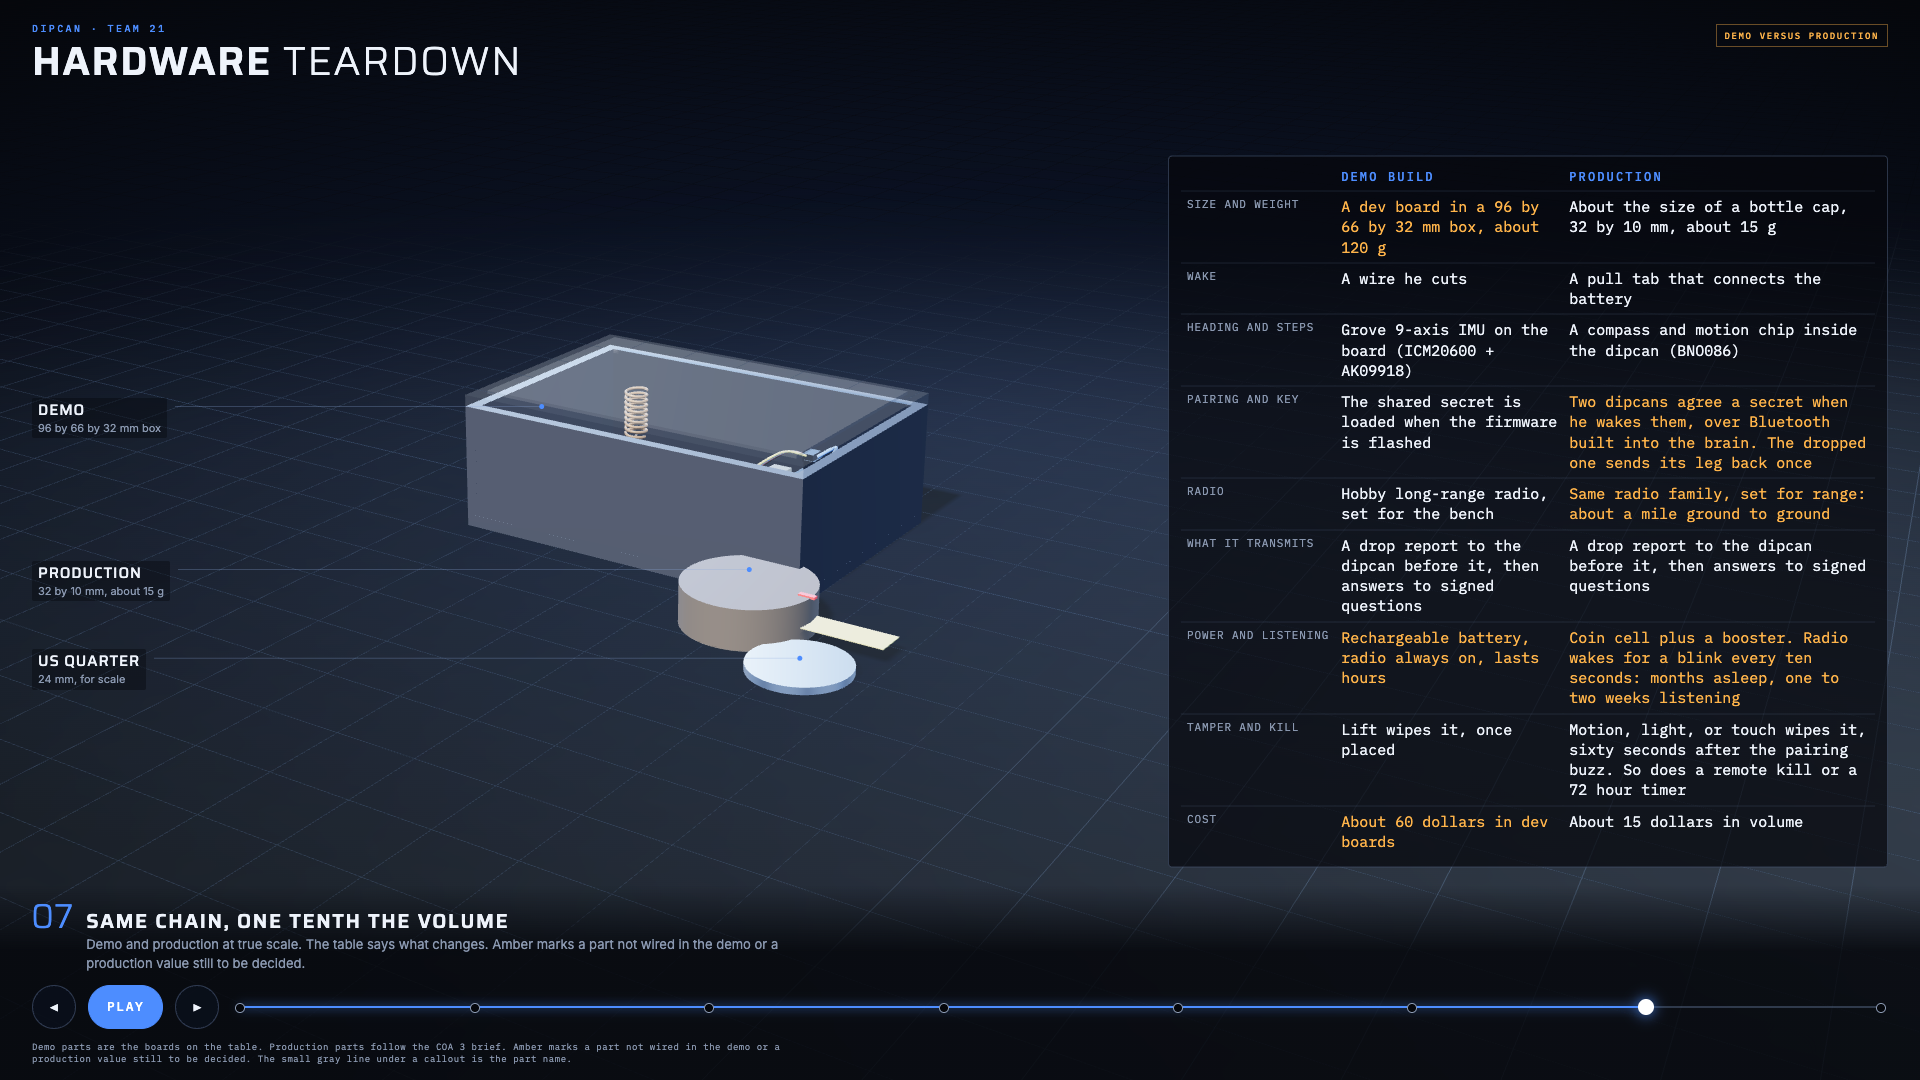 DIPCAN · TEAM 21
HARDWARE TEARDOWN
DEMO VERSUS PRODUCTION
DEMO
96 by 66 by 32 mm box
PRODUCTION
32 by 10 mm, about 15 g
US QUARTER
24 mm, for scale
DEMO BUILD
PRODUCTION
SIZE AND WEIGHT
A dev board in a 96 by
66 by 32 mm box, about
120 g
About the size of a bottle cap,
32 by 10 mm, about 15 g
WAKE
A wire he cuts
A pull tab that connects the
battery
HEADING AND STEPS
Grove 9-axis IMU on the
board (ICM20600 +
AK09918)
A compass and motion chip inside
the dipcan (BNO086)
PAIRING AND KEY
The shared secret is
loaded when the firmware
is flashed
Two dipcans agree a secret when
he wakes them, over Bluetooth
built into the brain. The dropped
one sends its leg back once
RADIO
Hobby long-range radio,
set for the bench
Same radio family, set for range:
about a mile ground to ground
WHAT IT TRANSMITS
A drop report to the
dipcan before it, then
answers to signed
questions
A drop report to the dipcan
before it, then answers to signed
questions
POWER AND LISTENING
Rechargeable battery,
radio always on, lasts
hours
Coin cell plus a booster. Radio
wakes for a blink every ten
seconds: months asleep, one to
two weeks listening
TAMPER AND KILL
Lift wipes it, once
placed
Motion, light, or touch wipes it,
sixty seconds after the pairing
buzz. So does a remote kill or a
72 hour timer
COST
About 60 dollars in dev
boards
About 15 dollars in volume
07
SAME CHAIN, ONE TENTH THE VOLUME
Demo and production at true scale. The table says what changes. Amber marks a part not wired in the demo or a
production value still to be decided.
◄
PLAY
►
Demo parts are the boards on the table. Production parts follow the COA 3 brief. Amber marks a part not wired in the demo or a
production value still to be decided. The small gray line under a callout is the part name.